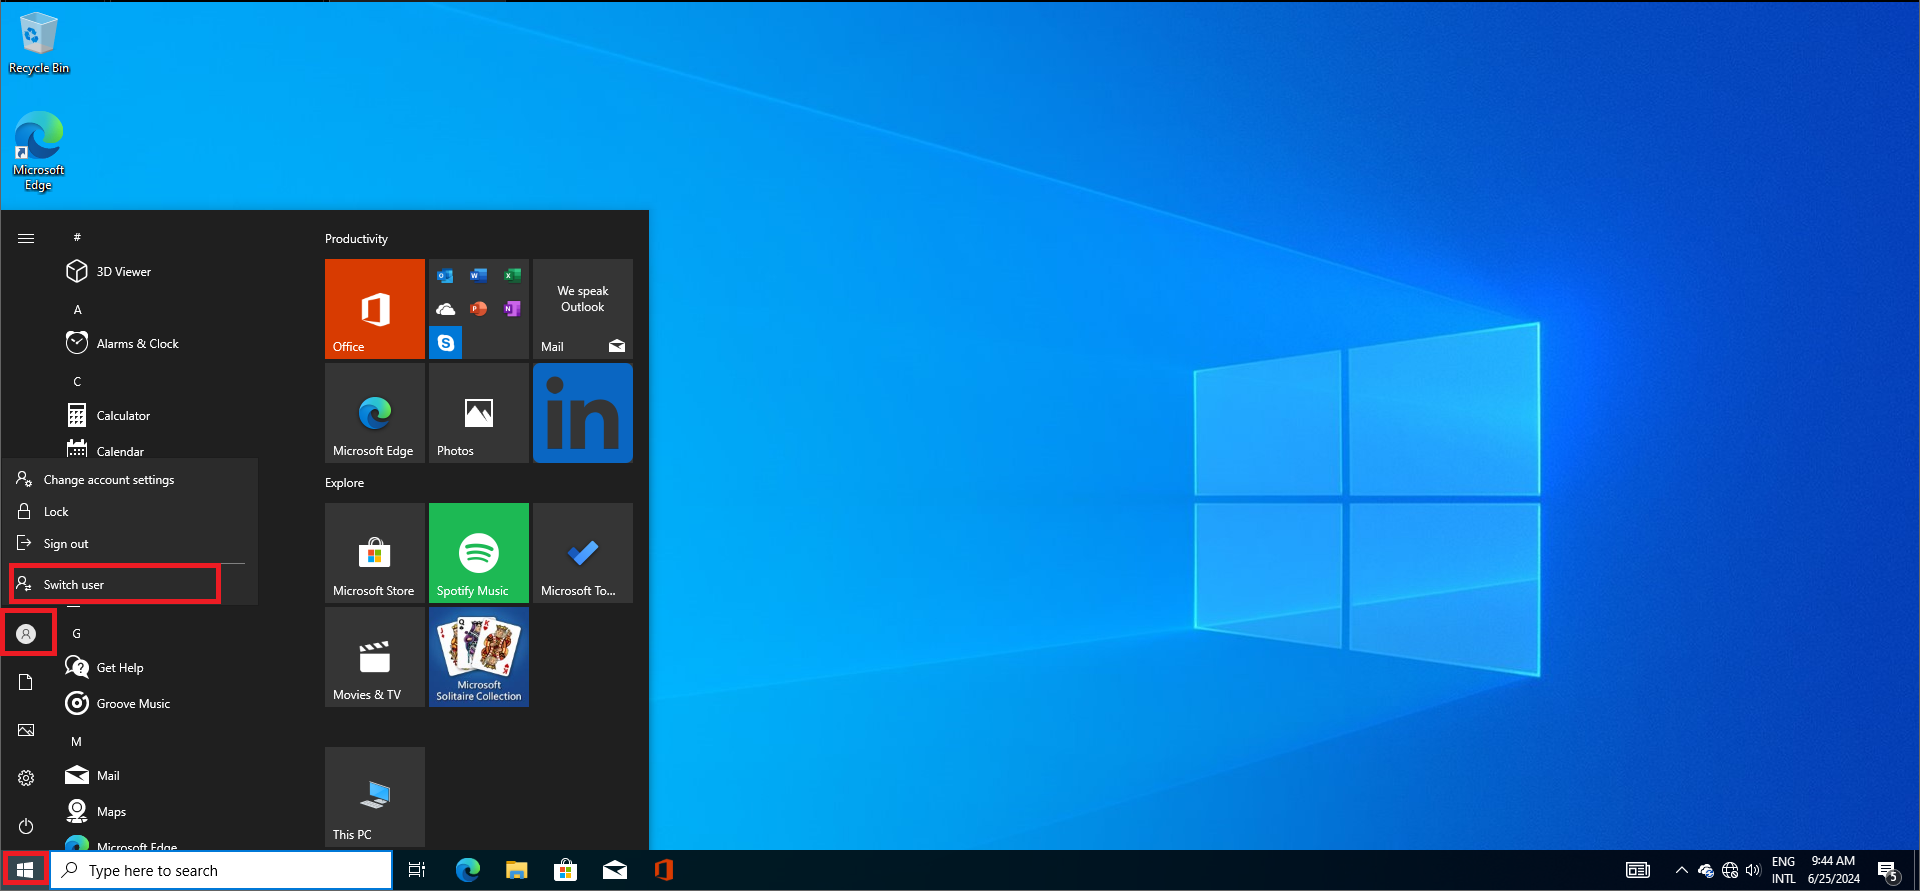 Recycle Bin
Microsoft
Edge
#
3D Viewer
A
Alarms & Clock
C
Calculator
Calendar
Change account settings
Lock
Sign out
Switch user
G
Get Help
Groove Music
M
Mail
Maps
Microsoft Edge
Productivity
Office
We speak
Outlook
Mail
Microsoft Edge
Photos
in
Explore
Microsoft Store
Spotify Music
Microsoft To...
Movies & TV
Microsoft
Solitaire Collection
This PC
Type here to search
ENG
INTL
9:44 AM
6/25/2024
5